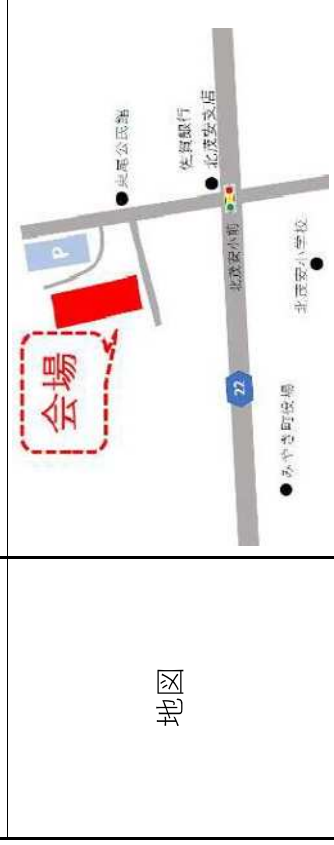 地図
会場
P
東尾公民館
佐賀銀行
北茂安支店
北茂安小前
22
みやき町役場
北茂安小学校